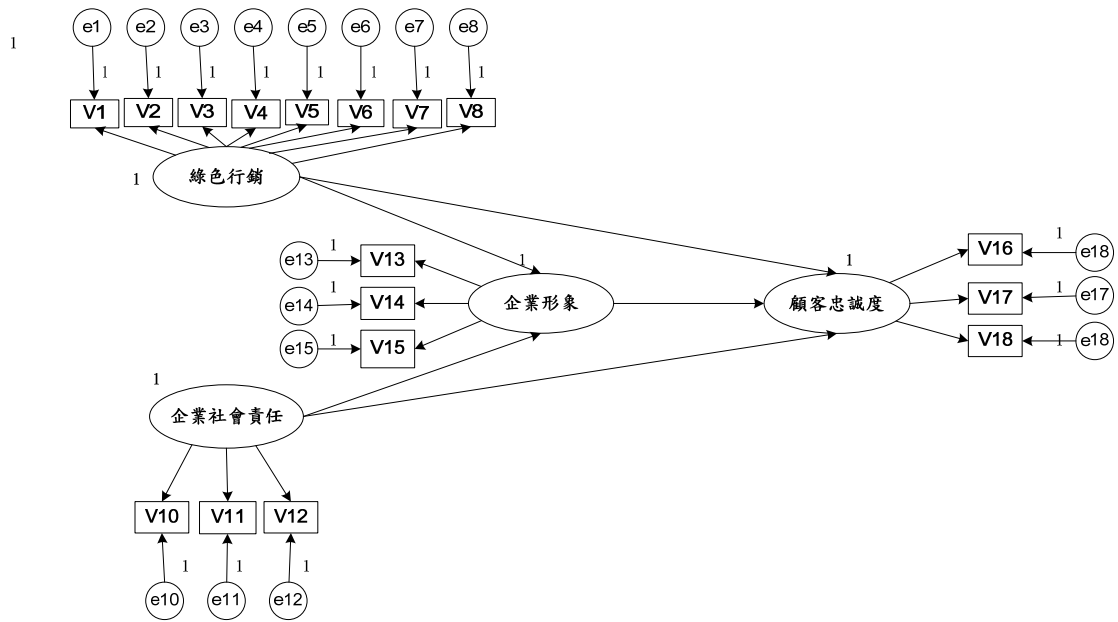 e1 e2 e3 e4 e5 e6 e7 e8
1
1 1 1 1 1 1 1 1
V1 V2 V3 V4 V5 V6 V7 V8
1 綠色行銷
e13 1 V13
e14 1 V14
e15 1 V15
1
企業形象
1
顧客忠誠度
V16 1 e18
V17 1 e17
V18 1 e18
1
企業社會責任
V10 V11 V12
1 1 1
e10 e11 e12